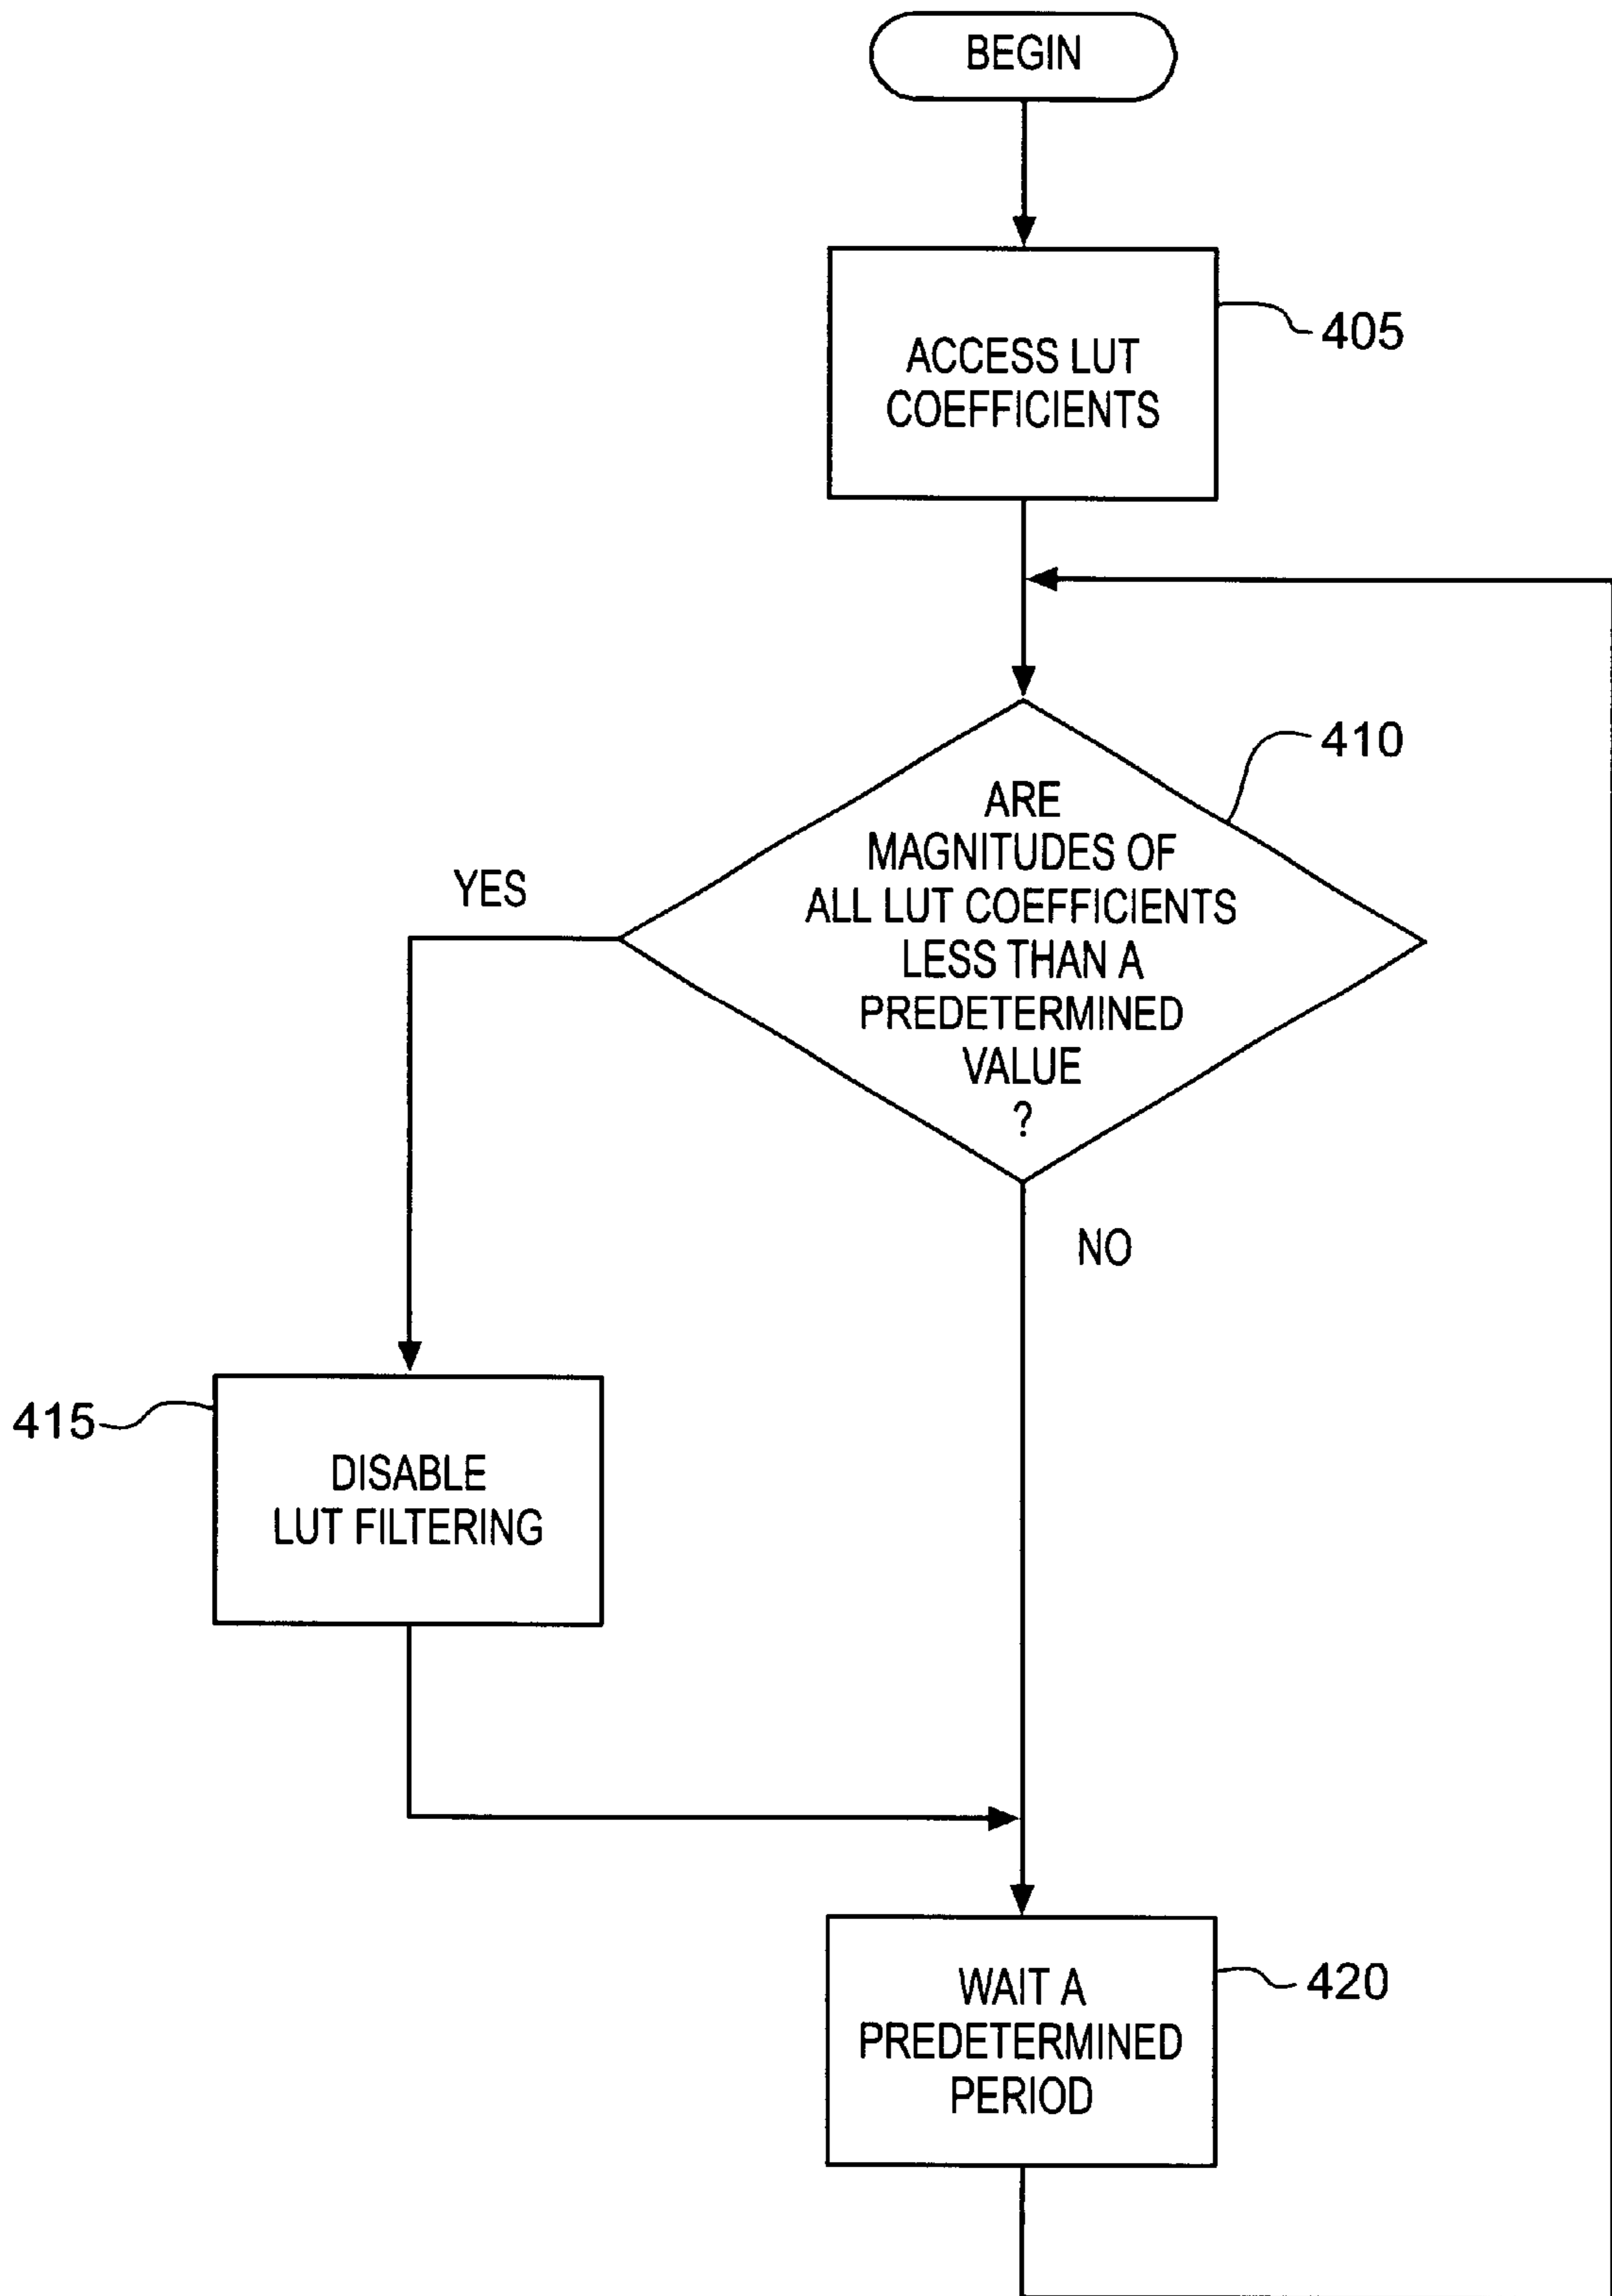 BEGIN
ACCESS LUT
COEFFICIENTS
405
ARE
MAGNITUDES OF
ALL LUT COEFFICIENTS
LESS THAN A
PREDETERMINED
VALUE
?
410
YES
NO
415
DISABLE
LUT FILTERING
WAIT A
PREDETERMINED
PERIOD
420